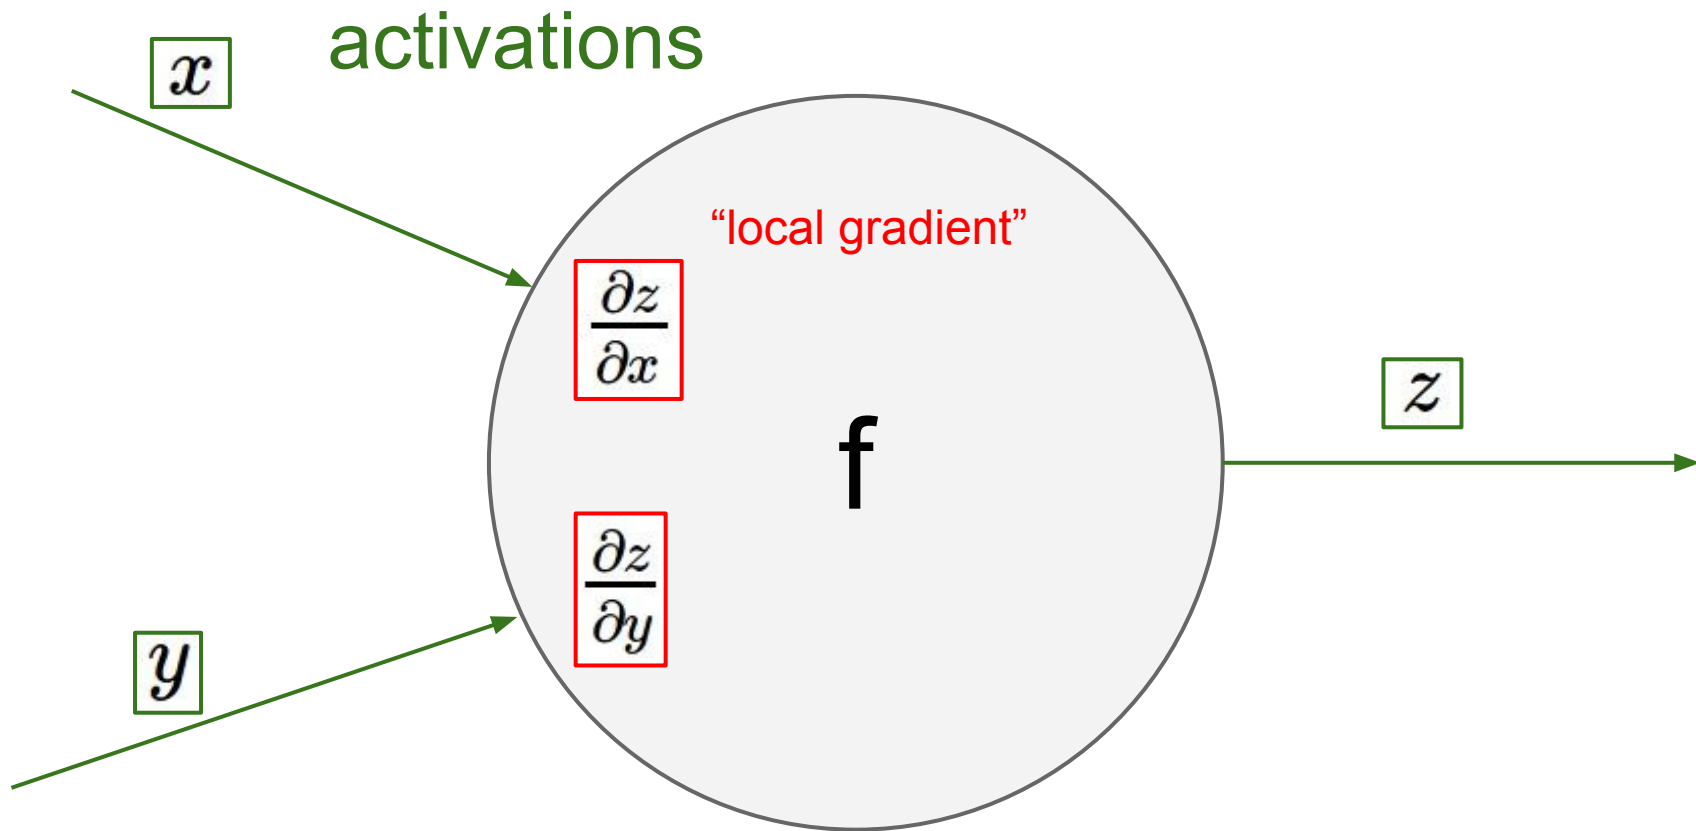 activations
x
“local gradient”
∂z
∂x
z
f
∂z
∂y
y